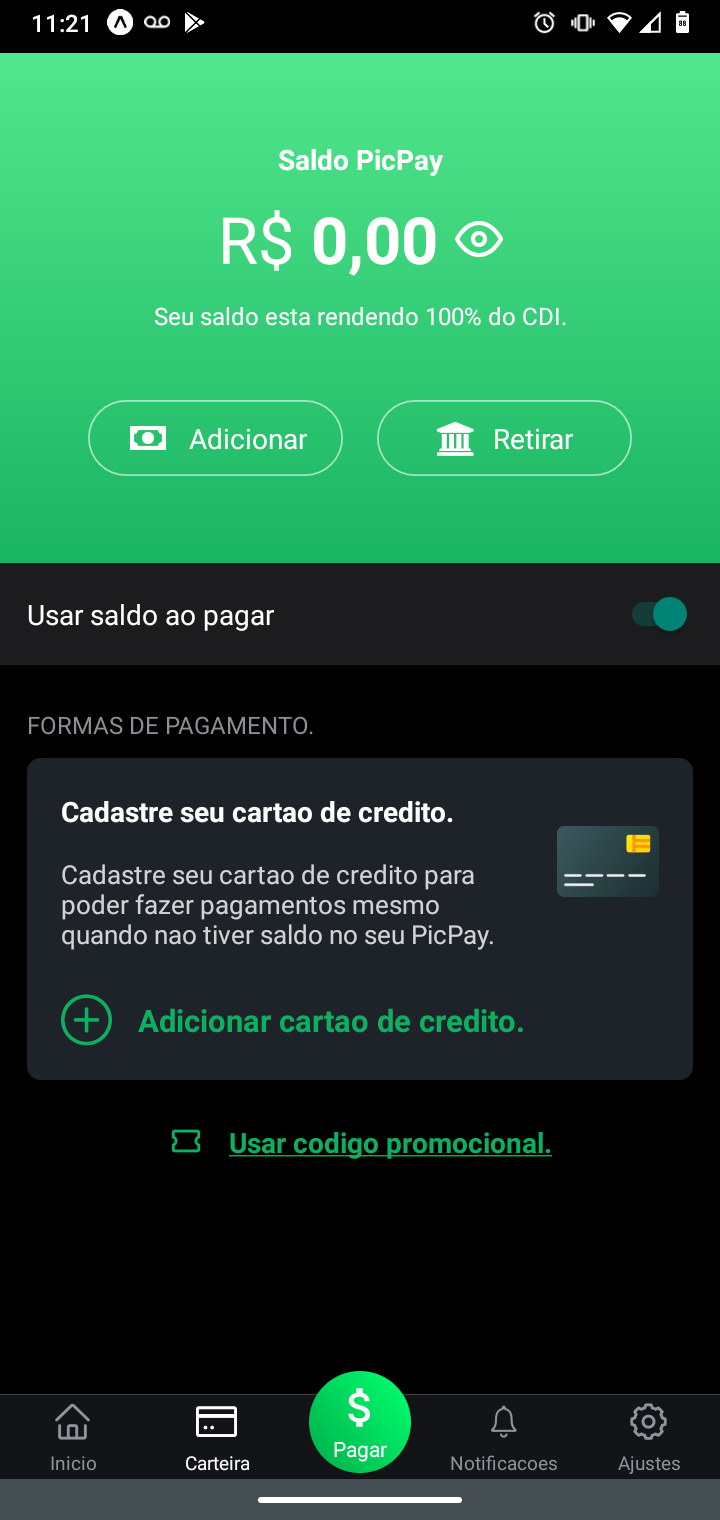 11:21
88
Saldo PicPay
R$ 0,00
Seu saldo esta rendendo 100% do CDI.
Adicionar
Retirar
Usar saldo ao pagar
FORMAS DE PAGAMENTO.
Cadastre seu cartao de credito.
Cadastre seu cartao de credito para
poder fazer pagamentos mesmo
quando nao tiver saldo no seu PicPay.
Adicionar cartao de credito.
Usar codigo promocional.
$
Inicio
Carteira
Pagar
Notificacoes
Ajustes